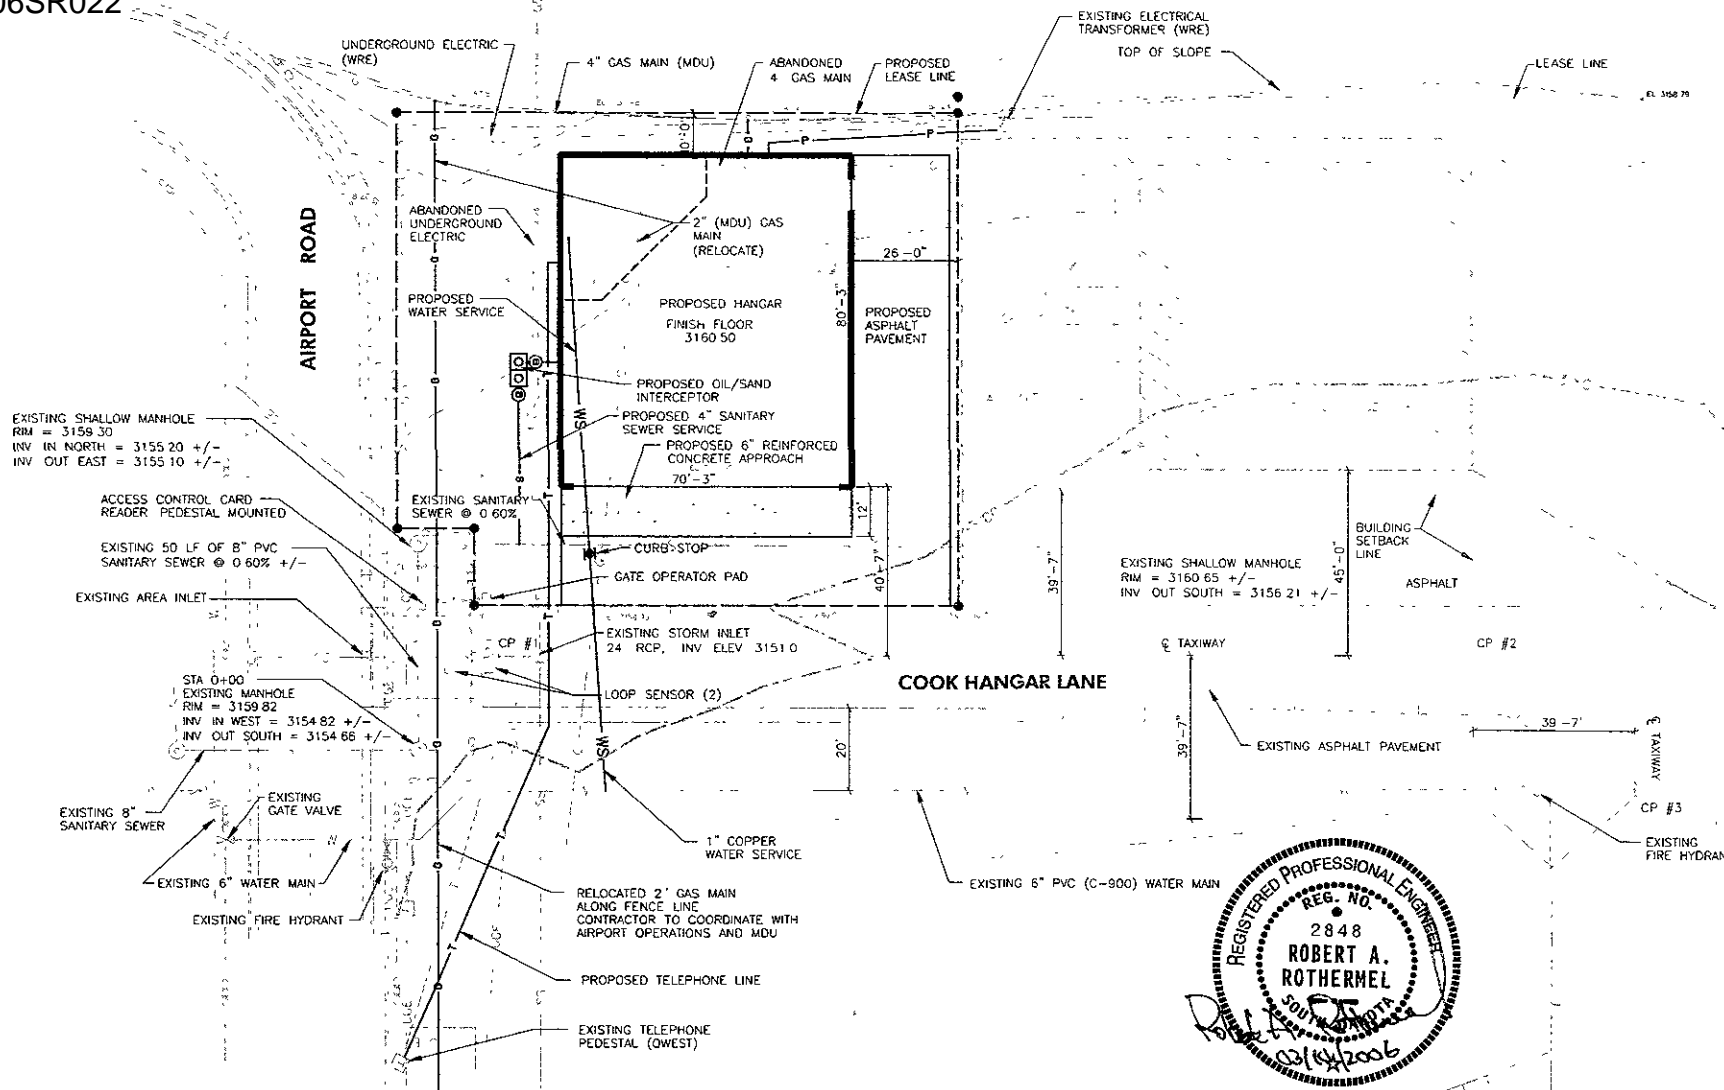 06SR022
UNDERGROUND ELECTRIC
(WRE)
4" GAS MAIN (MDU)
ABANDONED
4 GAS MAIN
PROPOSED
LEASE LINE
EXISTING ELECTRICAL
TRANSFORMER (WRE)
TOP OF SLOPE
LEASE LINE
EL 3158 79
10'-0"
P
P
AIRPORT ROAD
ABANDONED
UNDERGROUND
ELECTRIC
2" (MDU) GAS
MAIN
(RELOCATE)
26 -0"
80'-3"
PROPOSED
WATER SERVICE
PROPOSED HANGAR
FINISH FLOOR
3160 50
PROPOSED
ASPHALT
PAVEMENT
PROPOSED OIL/SAND
INTERCEPTOR
PROPOSED 4" SANITARY
SEWER SERVICE
WS
PROPOSED 6" REINFORCED
CONCRETE APPROACH
70'-3"
EXISTING SHALLOW MANHOLE
RIM = 3159 30
INV IN NORTH = 3155 20 +/-
INV OUT EAST = 3155 10 +/-
ACCESS CONTROL CARD
READER PEDESTAL MOUNTED
EXISTING SANITARY
SEWER @ 0 60%
12'
EXISTING 50 LF OF 8" PVC
SANITARY SEWER @ 0 60% +/-
CURB STOP
GATE OPERATOR PAD
EXISTING AREA INLET
40'-7"
39'-7"
45'-0"
BUILDING
SETBACK
LINE
EXISTING SHALLOW MANHOLE
RIM = 3160 65 +/-
INV OUT SOUTH = 3156 21 +/-
ASPHALT
CP #1
EXISTING STORM INLET
24 RCP, INV ELEV 3151 0
℄ TAXIWAY
CP #2
COOK HANGAR LANE
LOOP SENSOR (2)
STA 0+00
EXISTING MANHOLE
RIM = 3159 82
INV IN WEST = 3154 82 +/-
INV OUT SOUTH = 3154 66 +/-
WS
20'
39'-7"
EXISTING ASPHALT PAVEMENT
39 -7'
℄ TAXIWAY
CP #3
EXISTING 8"
SANITARY SEWER
EXISTING
GATE VALVE
1" COPPER
WATER SERVICE
EXISTING
FIRE HYDRAN
EXISTING 6" WATER MAIN
EXISTING 6" PVC (C-900) WATER MAIN
EXISTING FIRE HYDRANT
RELOCATED 2' GAS MAIN
ALONG FENCE LINE
CONTRACTOR TO COORDINATE WITH
AIRPORT OPERATIONS AND MDU
PROPOSED TELEPHONE LINE
EXISTING TELEPHONE
PEDESTAL (QWEST)
REGISTERED PROFESSIONAL ENGINEER
REG. NO.
2848
ROBERT A.
ROTHERMEL
SOUTH DAKOTA